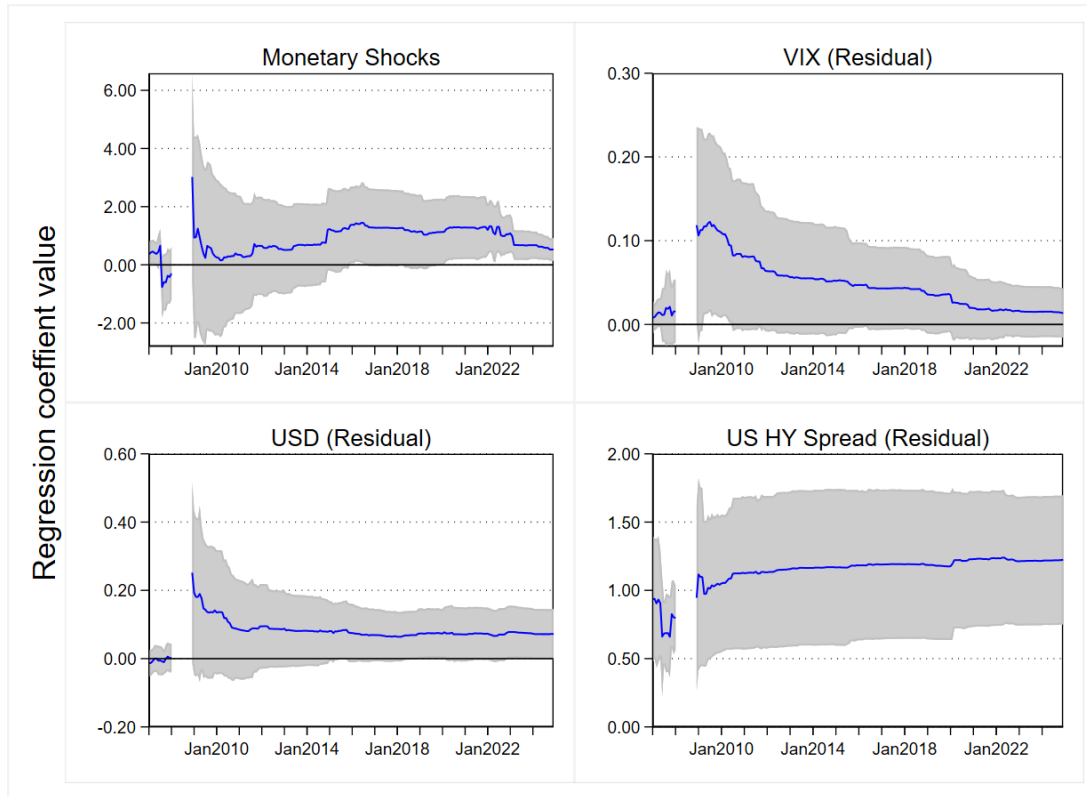 Regression coeffient value
Monetary Shocks
6.00
4.00
2.00
0.00
-2.00
Jan2010 Jan2014 Jan2018 Jan2022
VIX (Residual)
0.30
0.20
0.10
0.00
Jan2010 Jan2014 Jan2018 Jan2022
USD (Residual)
0.60
0.40
0.20
0.00
-0.20
Jan2010 Jan2014 Jan2018 Jan2022
US HY Spread (Residual)
2.00
1.50
1.00
0.50
0.00
Jan2010 Jan2014 Jan2018 Jan2022